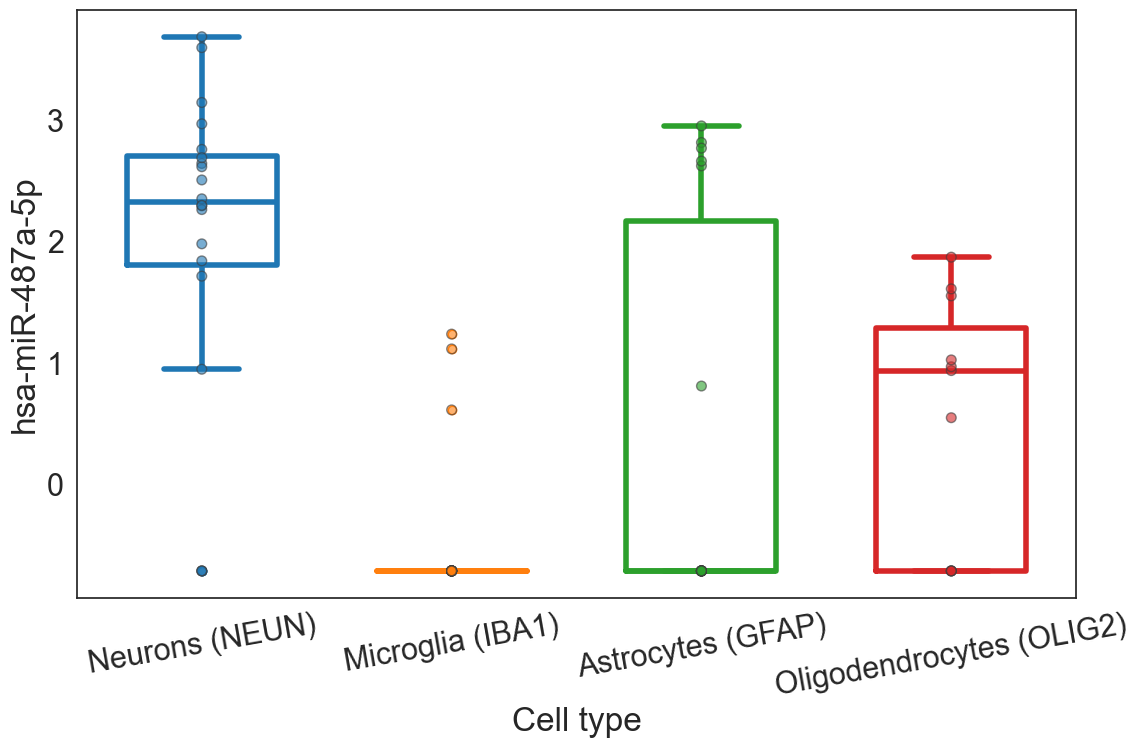 hsa-miR-487a-5p
3
2
1
0
Neurons (NEUN)
Microglia (IBA1)
Astrocytes (GFAP)
Oligodendrocytes (OLIG2)
Cell type